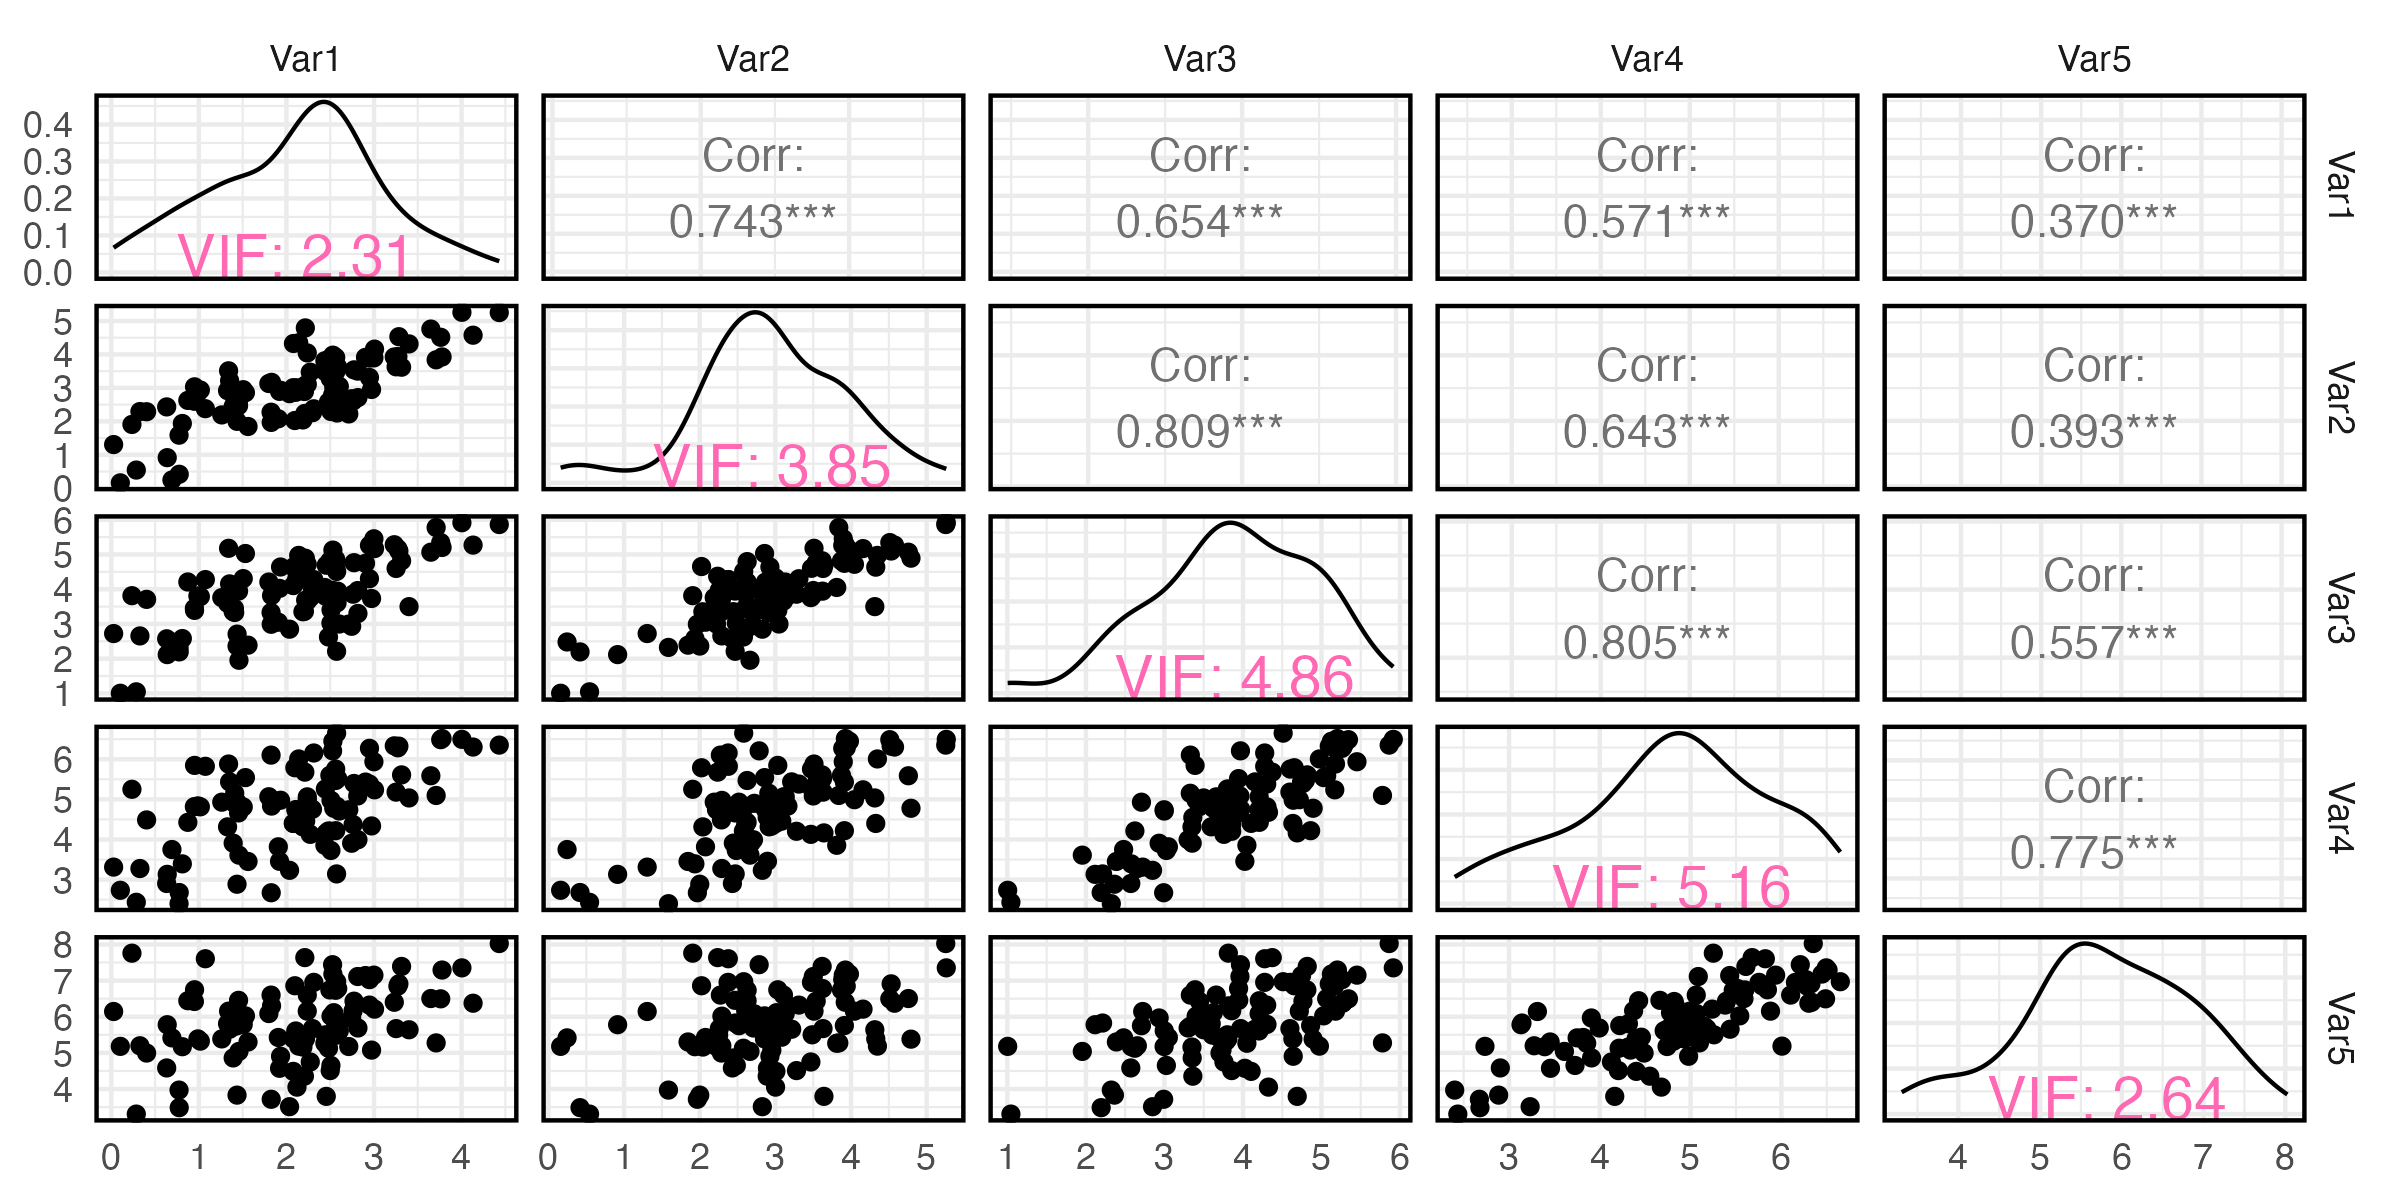 Var1 Var2 Var3 Var4 Var5
0.4
0.3
0.2
0.1
0.0
VIF: 2.31
Corr:
0.743***
Corr:
0.654***
Corr:
0.571***
Corr:
0.370***
Var1
5
4
3
2
1
0
VIF: 3.85
Corr:
0.809***
Corr:
0.643***
Corr:
0.393***
Var2
6
5
4
3
2
1
VIF: 4.86
Corr:
0.805***
Corr:
0.557***
Var3
6
5
4
3
VIF: 5.16
Corr:
0.775***
Var4
8
7
6
5
4
VIF: 2.64
Var5
0 1 2 3 4 0 1 2 3 4 5 1 2 3 4 5 6 3 4 5 6 4 5 6 7 8